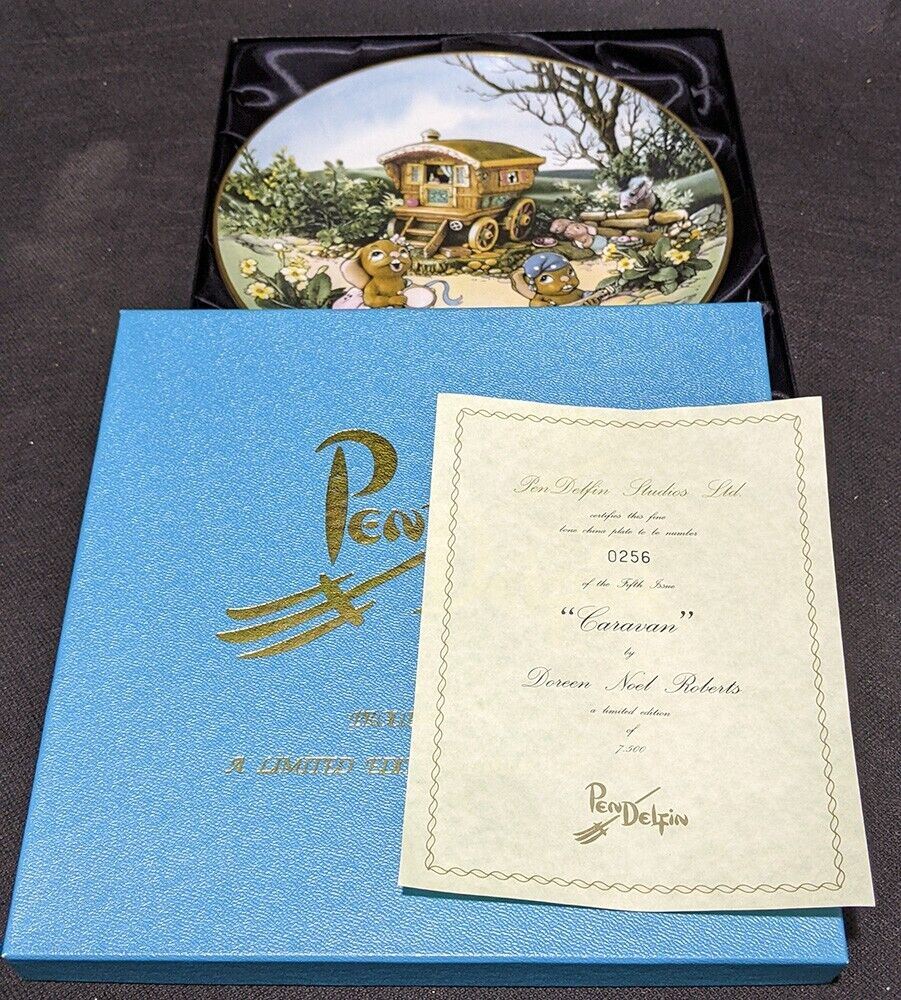 PEN
A LIMITED
PenDelfin Studios Ltd.
certifies this fine
bone china plate to be number
0256
of the Fifth Issue
"Caravan"
by
Doreen Noel Roberts
a limited edition
of
7,500
PENDELFIN